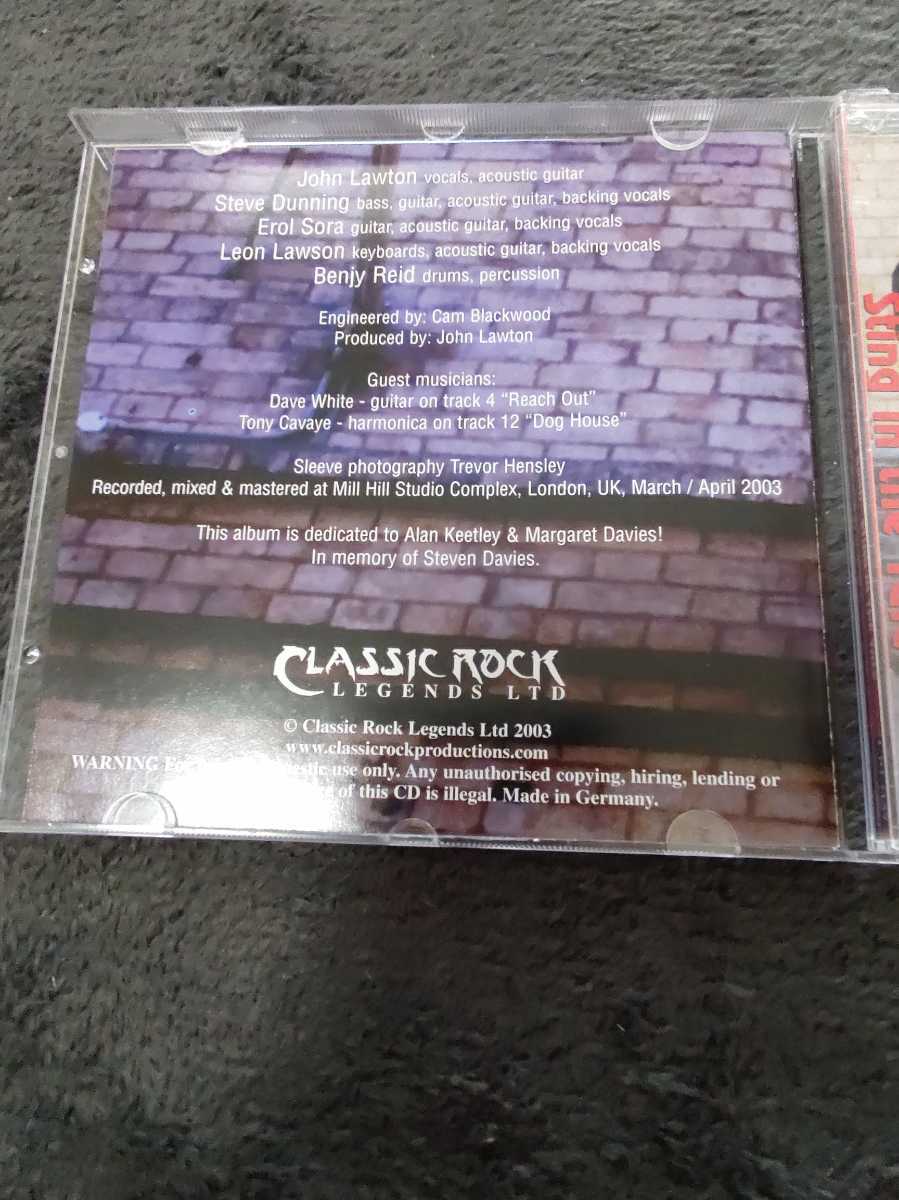 John Lawton vocals, acoustic guitar
Steve Dunning bass, guitar, acoustic guitar, backing vocals
Erol Sora guitar, acoustic guitar, backing vocals
Leon Lawson keyboards, acoustic guitar, backing vocals
Benjy Reid drums, percussion
Engineered by: Cam Blackwood
Produced by: John Lawton
Guest musicians:
Dave White - guitar on track 4 “Reach Out”
Tony Cavaye - harmonica on track 12 “Dog House”
Sleeve photography Trevor Hensley
Recorded, mixed & mastered at Mill Hill Studio Complex, London, UK, March / April 2003
This album is dedicated to Alan Keetley & Margaret Davies!
In memory of Steven Davies.
CLASSIC ROCK
LEGENDS LTD
© Classic Rock Legends Ltd 2003
www.classicrockproductions.com
WARNING use only. Any unauthorised copying, hiring, lending or
of this CD is illegal. Made in Germany.
Sting in the